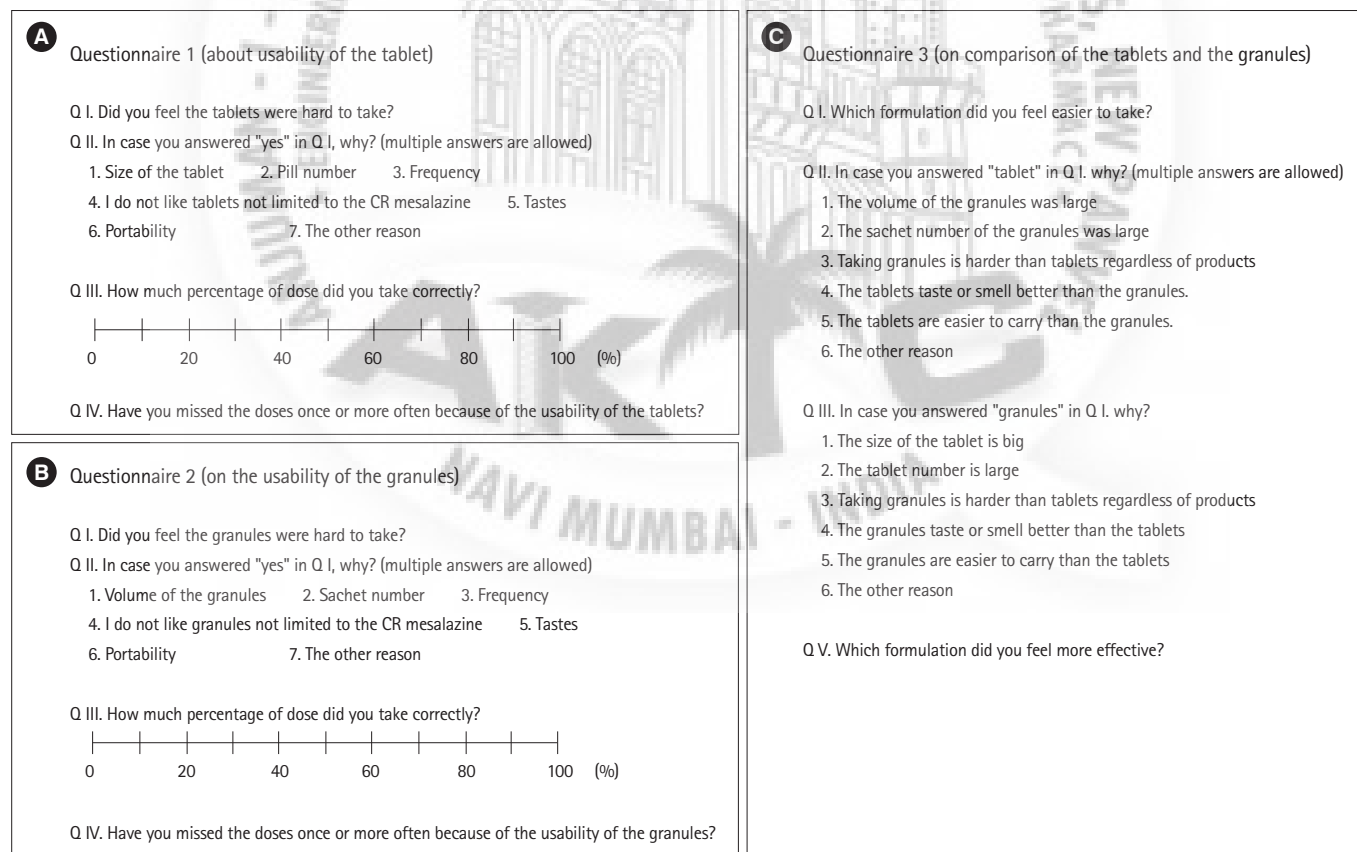 A
Questionnaire 1 (about usability of the tablet)
Q I. Did you feel the tablets were hard to take?
Q II. In case you answered "yes" in Q I, why? (multiple answers are allowed)
1. Size of the tablet 2. Pill number 3. Frequency
4. I do not like tablets not limited to the CR mesalazine 5. Tastes
6. Portability 7. The other reason
Q III. How much percentage of dose did you take correctly?
0 20 40 60 80 100 (%)
Q IV. Have you missed the doses once or more often because of the usability of the tablets?
B
Questionnaire 2 (on the usability of the granules)
Q I. Did you feel the granules were hard to take?
Q II. In case you answered "yes" in Q I, why? (multiple answers are allowed)
1. Volume of the granules 2. Sachet number 3. Frequency
4. I do not like granules not limited to the CR mesalazine 5. Tastes
6. Portability 7. The other reason
Q III. How much percentage of dose did you take correctly?
0 20 40 60 80 100 (%)
Q IV. Have you missed the doses once or more often because of the usability of the granules?
C
Questionnaire 3 (on comparison of the tablets and the granules)
Q I. Which formulation did you feel easier to take?
Q II. In case you answered "tablet" in Q I. why? (multiple answers are allowed)
1. The volume of the granules was large
2. The sachet number of the granules was large
3. Taking granules is harder than tablets regardless of products
4. The tablets taste or smell better than the granules.
5. The tablets are easier to carry than the granules.
6. The other reason
Q III. In case you answered "granules" in Q I. why?
1. The size of the tablet is big
2. The tablet number is large
3. Taking granules is harder than tablets regardless of products
4. The granules taste or smell better than the tablets
5. The granules are easier to carry than the tablets
6. The other reason
Q V. Which formulation did you feel more effective?
AKTC
NAVI MUMBAI - INDIA